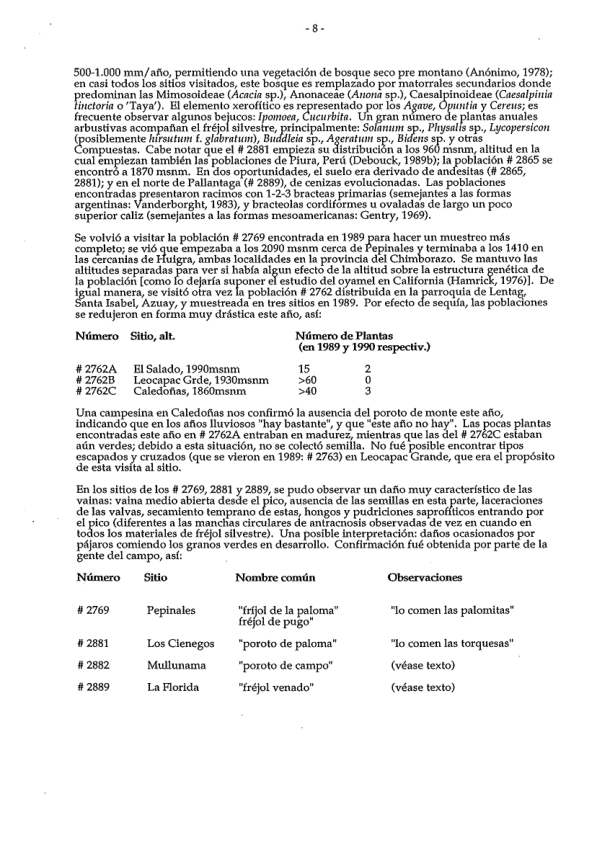 - 8 -
500-1.000 mm/año, permitiendo una vegetación de bosque seco pre montano (Anónimo, 1978);
en casi todos los sitios visitados, este bosque es remplazado por matorrales secundarios donde
predominan las Mimosoideae (Acacia sp.), Anonaceae (Anona sp.), Caesalpinoideae (Caesalpinia
tinctoria o 'Taya'). El elemento xerofítico es representado por los Agave, Opuntia y Cereus; es
frecuente observar algunos bejucos: Ipomoea, Cucurbita. Un gran número de plantas anuales
arbustivas acompañan el fréjol silvestre, principalmente: Solanum sp., Physalis sp., Lycopersicon
(posiblemente hirsutum f. glabratum), Buddleia sp., Ageratum sp., Bidens sp. y otras
Compuestas. Cabe notar que el # 2881 empieza su distribución a los 960 msnm, altitud en la
cual empiezan también las poblaciones de Piura, Perú (Debouck, 1989b); la población # 2865 se
encontró a 1870 msnm. En dos oportunidades, el suelo era derivado de andesitas (# 2865,
2881); y en el norte de Pallantaga (# 2889), de cenizas evolucionadas. Las poblaciones
encontradas presentaron racimos con 1-2-3 bracteas primarias (semejantes a las formas
argentinas: Vanderborght, 1983), y bracteolas cordiformes u ovaladas de largo un poco
superior caliz (semejantes a las formas mesoamericanas: Gentry, 1969).
Se volvió a visitar la población # 2769 encontrada en 1989 para hacer un muestreo más
completo; se vió que empezaba a los 2090 msnm cerca de Pepinales y terminaba a los 1410 en
las cercanias de Huigra, ambas localidades en la provincia del Chimborazo. Se mantuvo las
altitudes separadas para ver si había algun efecto de la altitud sobre la estructura genética de
la población [como lo dejaría suponer el estudio del oyamel en California (Hamrick, 1976)]. De
igual manera, se visitó otra vez la población # 2762 distribuida en la parroquia de Lentag,
Santa Isabel, Azuay, y muestreada en tres sitios en 1989. Por efecto de sequía, las poblaciones
se redujeron en forma muy drástica este año, así:
Número Sitio, alt. Número de Plantas
(en 1989 y 1990 respectiv.)
# 2762A El Salado, 1990msnm 15 2
# 2762B Leocapac Grde, 1930msnm >60 0
# 2762C Caledoñas, 1860msnm >40 3
Una campesina en Caledoñas nos confirmó la ausencia del poroto de monte este año,
indicando que en los años lluviosos "hay bastante", y que "este año no hay". Las pocas plantas
encontradas este año en # 2762A entraban en madurez, mientras que las del # 2762C estaban
aún verdes; debido a esta situación, no se colectó semilla. No fué posible encontrar tipos
escapados y cruzados (que se vieron en 1989: # 2763) en Leocapac Grande, que era el propósito
de esta visita al sitio.
En los sitios de los # 2769, 2881 y 2889, se pudo observar un daño muy característico de las
vainas: vaina medio abierta desde el pico, ausencia de las semillas en esta parte, laceraciones
de las valvas, secamiento temprano de estas, hongos y pudriciones saprofíticos entrando por
el pico (diferentes a las manchas circulares de antracnosis observadas de vez en cuando en
todos los materiales de fréjol silvestre). Una posible interpretación: daños ocasionados por
pájaros comiendo los granos verdes en desarrollo. Confirmación fué obtenida por parte de la
gente del campo, así:
Número Sitio Nombre común Observaciones
# 2769 Pepinales "fríjol de la paloma" "lo comen las palomitas"
fréjol de pugo"
# 2881 Los Cienegos "poroto de paloma" "lo comen las torquesas"
# 2882 Mullunama "poroto de campo" (véase texto)
# 2889 La Florida "fréjol venado" (véase texto)